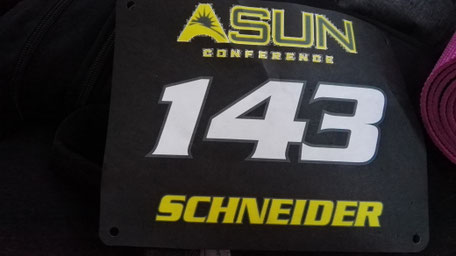 ASUN
CONFERENCE
143
SCHNEIDER